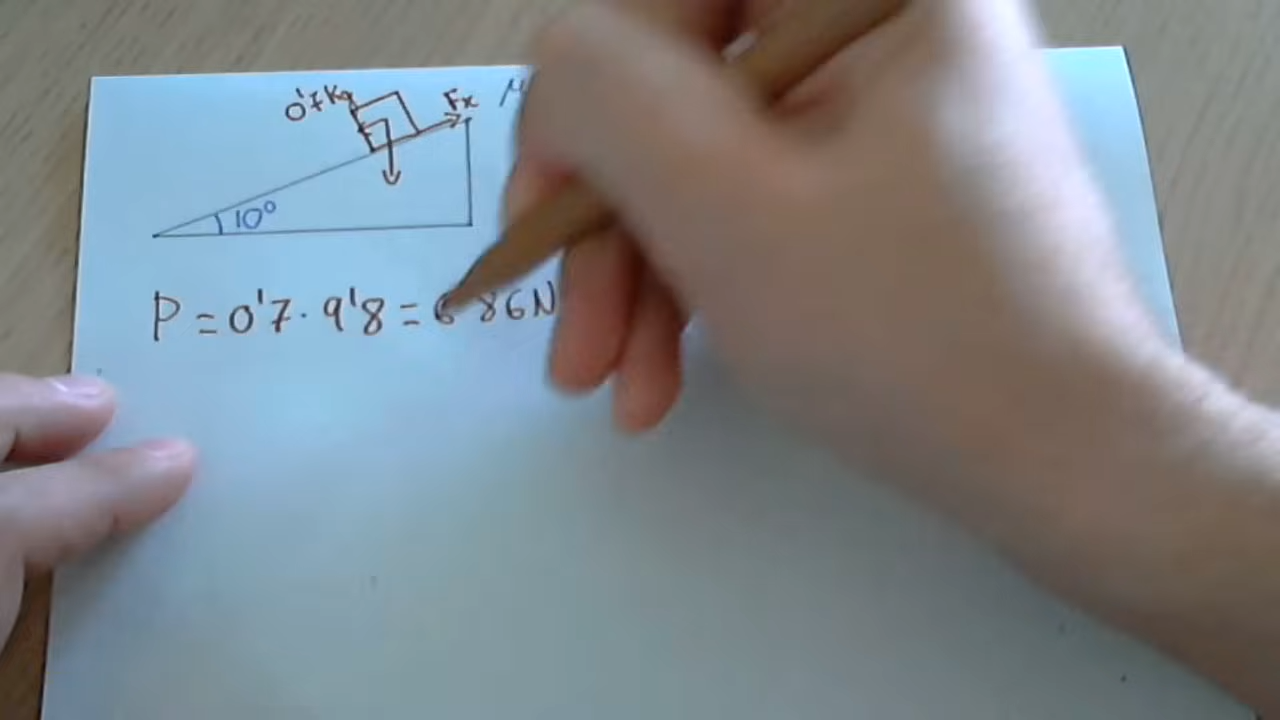 0'7Kg
Fx
μ
10°
P = 0'7 · 9'8 = 6'86N